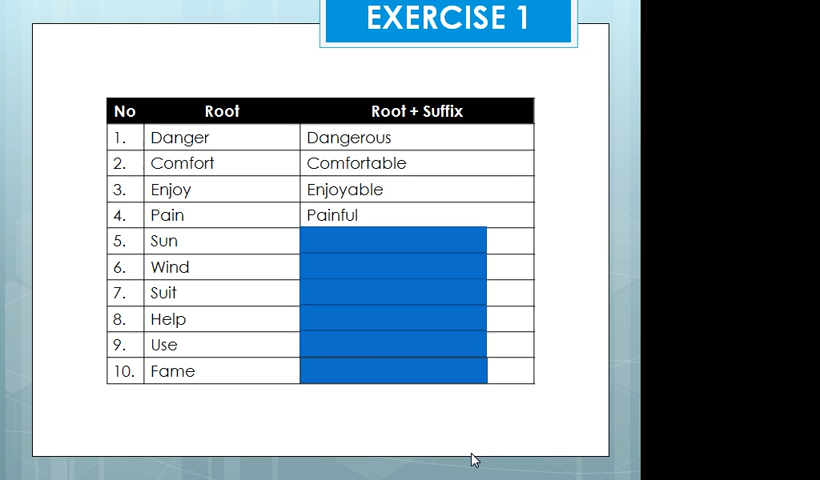 EXERCISE 1
No Root Root + Suffix
1. Danger Dangerous
2. Comfort Comfortable
3. Enjoy Enjoyable
4. Pain Painful
5. Sun
6. Wind
7. Suit
8. Help
9. Use
10. Fame